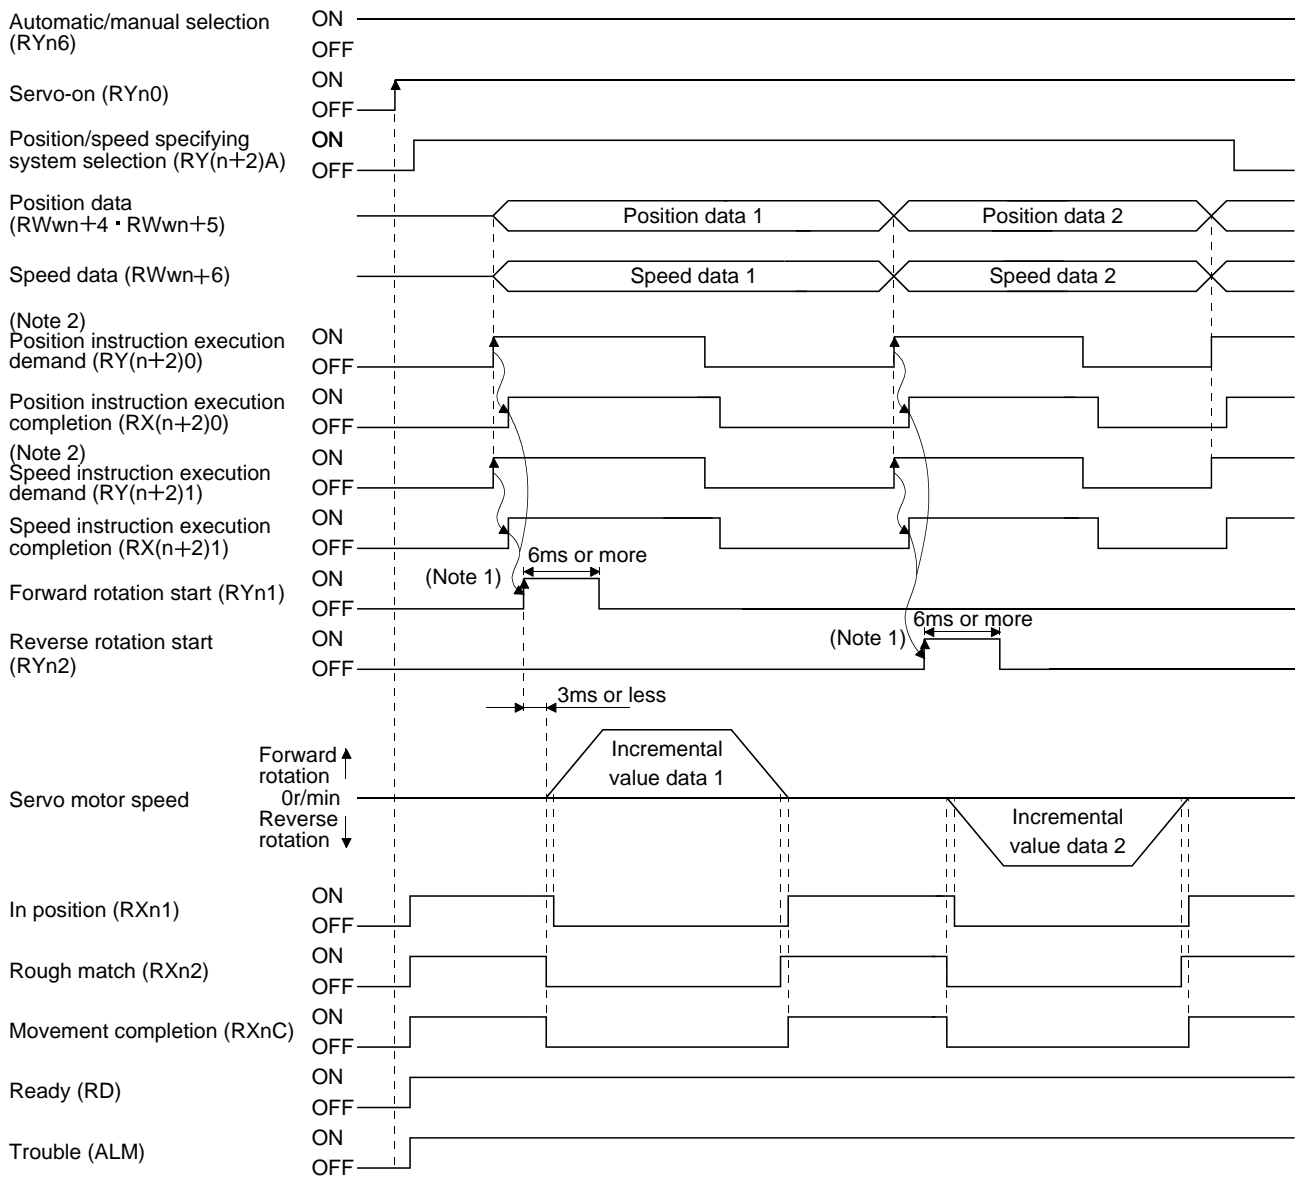 Automatic/manual selection
(RYn6)
ON
OFF
Servo-on (RYn0)
ON
OFF
Position/speed specifying
system selection (RY(n+2)A)
ON
OFF
Position data
(RWwn+4・RWwn+5)
Position data 1
Position data 2
Speed data (RWwn+6)
Speed data 1
Speed data 2
(Note 2)
Position instruction execution
demand (RY(n+2)0)
ON
OFF
Position instruction execution
completion (RX(n+2)0)
ON
OFF
(Note 2)
Speed instruction execution
demand (RY(n+2)1)
ON
OFF
Speed instruction execution
completion (RX(n+2)1)
ON
OFF
6ms or more
Forward rotation start (RYn1)
ON
OFF
(Note 1)
6ms or more
Reverse rotation start
(RYn2)
ON
OFF
(Note 1)
3ms or less
Servo motor speed
Forward
rotation
0r/min
Reverse
rotation
Incremental
value data 1
Incremental
value data 2
In position (RXn1)
ON
OFF
Rough match (RXn2)
ON
OFF
Movement completion (RXnC)
ON
OFF
Ready (RD)
ON
OFF
Trouble (ALM)
ON
OFF